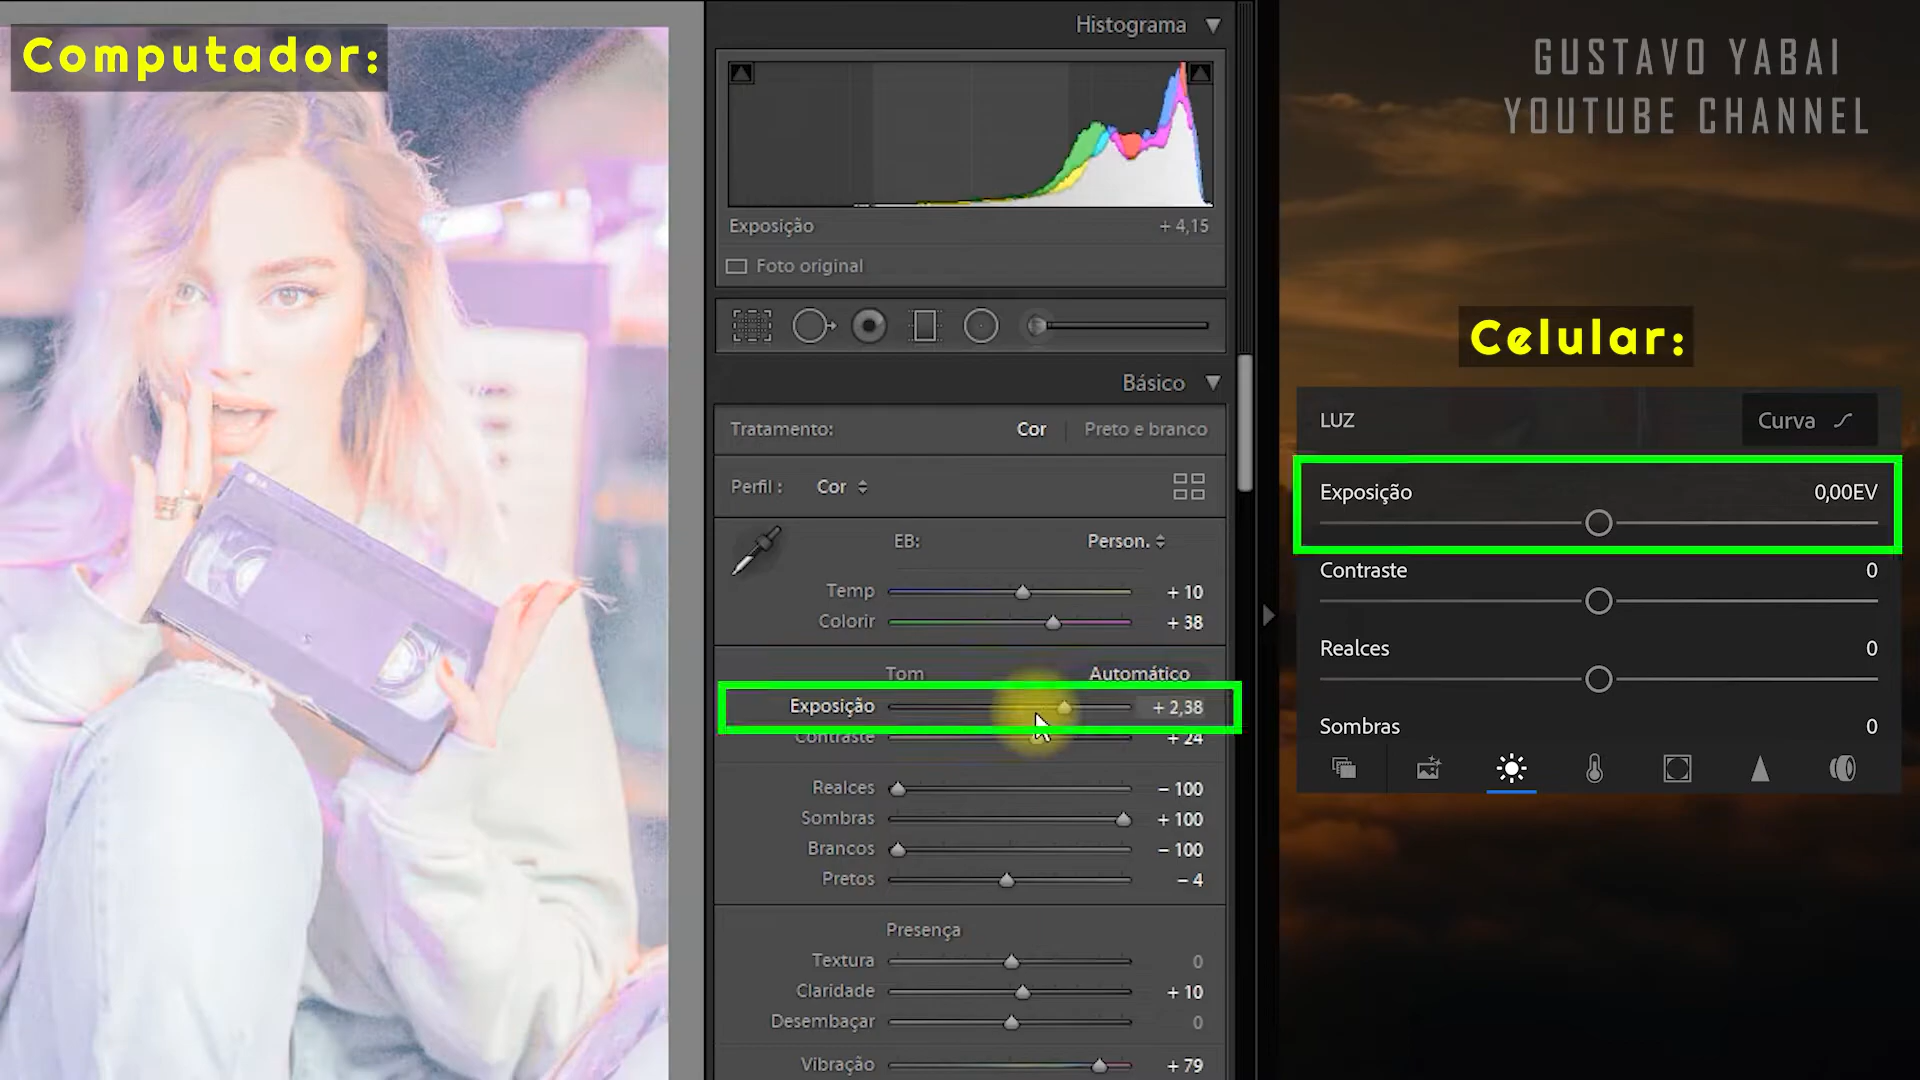 Computador:
Histograma
Exposição + 4,15
Foto original
Básico
Tratamento: Cor Preto e branco
Perfil : Cor
EB: Person.
Temp + 10
Colorir + 38
Tom Automático
Exposição + 2,38
Contraste + 24
Realces − 100
Sombras + 100
Brancos − 100
Pretos − 4
Presença
Textura 0
Claridade + 10
Desembaçar 0
Vibração + 79
GUSTAVO YABAI
YOUTUBE CHANNEL
Celular:
LUZ Curva
Exposição 0,00EV
Contraste 0
Realces 0
Sombras 0